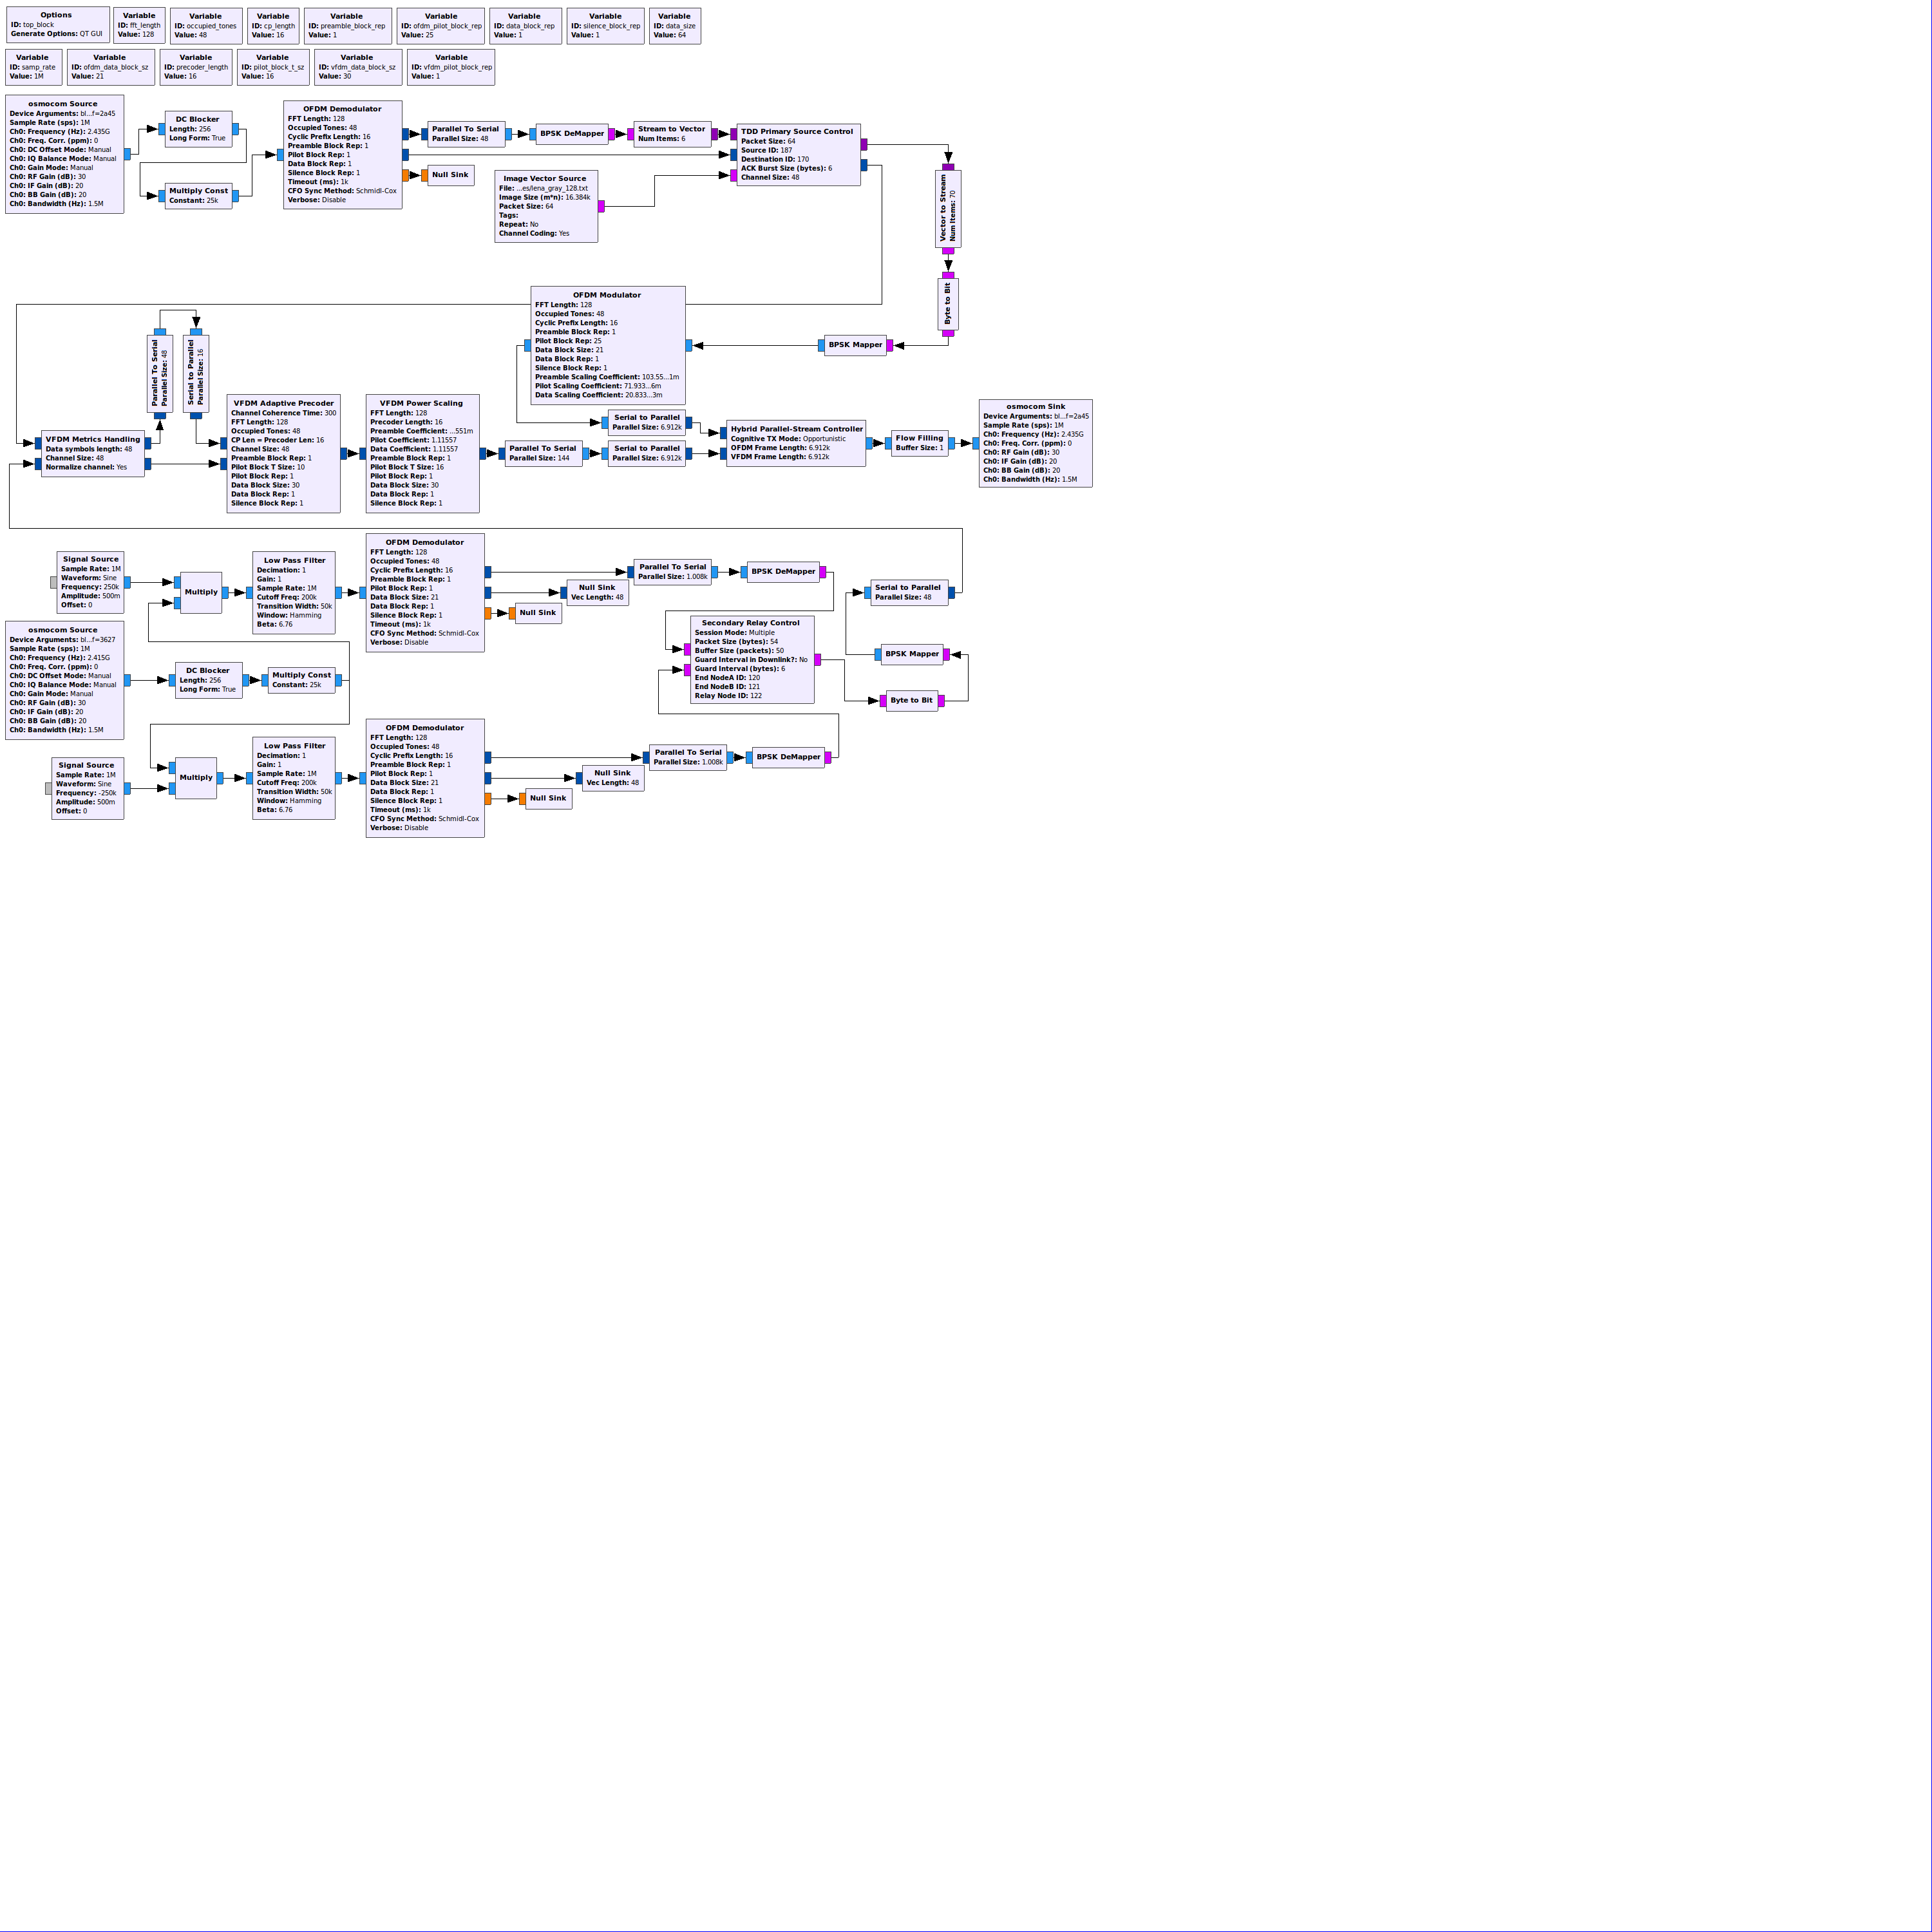 Options
ID: top_block
Generate Options: QT GUI
Variable
ID: fft_length
Value: 128
Variable
ID: occupied_tones
Value: 48
Variable
ID: cp_length
Value: 16
Variable
ID: preamble_block_rep
Value: 1
Variable
ID: ofdm_pilot_block_rep
Value: 25
Variable
ID: data_block_rep
Value: 1
Variable
ID: silence_block_rep
Value: 1
Variable
ID: data_size
Value: 64
Variable
ID: samp_rate
Value: 1M
Variable
ID: ofdm_data_block_sz
Value: 21
Variable
ID: precoder_length
Value: 16
Variable
ID: pilot_block_t_sz
Value: 16
Variable
ID: vfdm_data_block_sz
Value: 30
Variable
ID: vfdm_pilot_block_rep
Value: 1
osmocom Source
Device Arguments: bl...f=2a45
Sample Rate (sps): 1M
Ch0: Frequency (Hz): 2.435G
Ch0: Freq. Corr. (ppm): 0
Ch0: DC Offset Mode: Manual
Ch0: IQ Balance Mode: Manual
Ch0: Gain Mode: Manual
Ch0: RF Gain (dB): 30
Ch0: IF Gain (dB): 20
Ch0: BB Gain (dB): 20
Ch0: Bandwidth (Hz): 1.5M
DC Blocker
Length: 256
Long Form: True
Multiply Const
Constant: 25k
OFDM Demodulator
FFT Length: 128
Occupied Tones: 48
Cyclic Prefix Length: 16
Preamble Block Rep: 1
Pilot Block Rep: 1
Data Block Rep: 1
Silence Block Rep: 1
Timeout (ms): 1k
CFO Sync Method: Schmidl-Cox
Verbose: Disable
Parallel To Serial
Parallel Size: 48
BPSK DeMapper
Stream to Vector
Num Items: 6
Null Sink
Image Vector Source
File: ...es/lena_gray_128.txt
Image Size (m*n): 16.384k
Packet Size: 64
Tags:
Repeat: No
Channel Coding: Yes
TDD Primary Source Control
Packet Size: 64
Source ID: 187
Destination ID: 170
ACK Burst Size (bytes): 6
Channel Size: 48
Vector to Stream
Num Items: 70
Byte to Bit
BPSK Mapper
OFDM Modulator
FFT Length: 128
Occupied Tones: 48
Cyclic Prefix Length: 16
Preamble Block Rep: 1
Pilot Block Rep: 25
Data Block Size: 21
Data Block Rep: 1
Silence Block Rep: 1
Preamble Scaling Coefficient: 103.55...1m
Pilot Scaling Coefficient: 71.933...6m
Data Scaling Coefficient: 20.833...3m
Parallel To Serial
Parallel Size: 48
Serial to Parallel
Parallel Size: 16
VFDM Metrics Handling
Data symbols length: 48
Channel Size: 48
Normalize channel: Yes
VFDM Adaptive Precoder
Channel Coherence Time: 300
FFT Length: 128
Occupied Tones: 48
CP Len = Precoder Len: 16
Channel Size: 48
Preamble Block Rep: 1
Pilot Block T Size: 10
Pilot Block Rep: 1
Data Block Size: 30
Data Block Rep: 1
Silence Block Rep: 1
VFDM Power Scaling
FFT Length: 128
Precoder Length: 16
Preamble Coefficient: ...551m
Pilot Coefficient: 1.11557
Data Coefficient: 1.11557
Preamble Block Rep: 1
Pilot Block T Size: 16
Pilot Block Rep: 1
Data Block Size: 30
Data Block Rep: 1
Silence Block Rep: 1
Parallel To Serial
Parallel Size: 144
Serial to Parallel
Parallel Size: 6.912k
Serial to Parallel
Parallel Size: 6.912k
Hybrid Parallel-Stream Controller
Cognitive TX Mode: Opportunistic
OFDM Frame Length: 6.912k
VFDM Frame Length: 6.912k
Flow Filling
Buffer Size: 1
osmocom Sink
Device Arguments: bl...f=2a45
Sample Rate (sps): 1M
Ch0: Frequency (Hz): 2.435G
Ch0: Freq. Corr. (ppm): 0
Ch0: RF Gain (dB): 30
Ch0: IF Gain (dB): 20
Ch0: BB Gain (dB): 20
Ch0: Bandwidth (Hz): 1.5M
Signal Source
Sample Rate: 1M
Waveform: Sine
Frequency: 250k
Amplitude: 500m
Offset: 0
Multiply
Low Pass Filter
Decimation: 1
Gain: 1
Sample Rate: 1M
Cutoff Freq: 200k
Transition Width: 50k
Window: Hamming
Beta: 6.76
OFDM Demodulator
FFT Length: 128
Occupied Tones: 48
Cyclic Prefix Length: 16
Preamble Block Rep: 1
Pilot Block Rep: 1
Data Block Size: 21
Data Block Rep: 1
Silence Block Rep: 1
Timeout (ms): 1k
CFO Sync Method: Schmidl-Cox
Verbose: Disable
Null Sink
Vec Length: 48
Null Sink
Parallel To Serial
Parallel Size: 1.008k
BPSK DeMapper
Secondary Relay Control
Session Mode: Multiple
Packet Size (bytes): 54
Buffer Size (packets): 50
Guard Interval in Downlink?: No
Guard Interval (bytes): 6
End NodeA ID: 120
End NodeB ID: 121
Relay Node ID: 122
Serial to Parallel
Parallel Size: 48
BPSK Mapper
Byte to Bit
osmocom Source
Device Arguments: bl...f=3627
Sample Rate (sps): 1M
Ch0: Frequency (Hz): 2.415G
Ch0: Freq. Corr. (ppm): 0
Ch0: DC Offset Mode: Manual
Ch0: IQ Balance Mode: Manual
Ch0: Gain Mode: Manual
Ch0: RF Gain (dB): 30
Ch0: IF Gain (dB): 20
Ch0: BB Gain (dB): 20
Ch0: Bandwidth (Hz): 1.5M
DC Blocker
Length: 256
Long Form: True
Multiply Const
Constant: 25k
Signal Source
Sample Rate: 1M
Waveform: Sine
Frequency: -250k
Amplitude: 500m
Offset: 0
Multiply
Low Pass Filter
Decimation: 1
Gain: 1
Sample Rate: 1M
Cutoff Freq: 200k
Transition Width: 50k
Window: Hamming
Beta: 6.76
OFDM Demodulator
FFT Length: 128
Occupied Tones: 48
Cyclic Prefix Length: 16
Preamble Block Rep: 1
Pilot Block Rep: 1
Data Block Size: 21
Data Block Rep: 1
Silence Block Rep: 1
Timeout (ms): 1k
CFO Sync Method: Schmidl-Cox
Verbose: Disable
Null Sink
Vec Length: 48
Null Sink
Parallel To Serial
Parallel Size: 1.008k
BPSK DeMapper